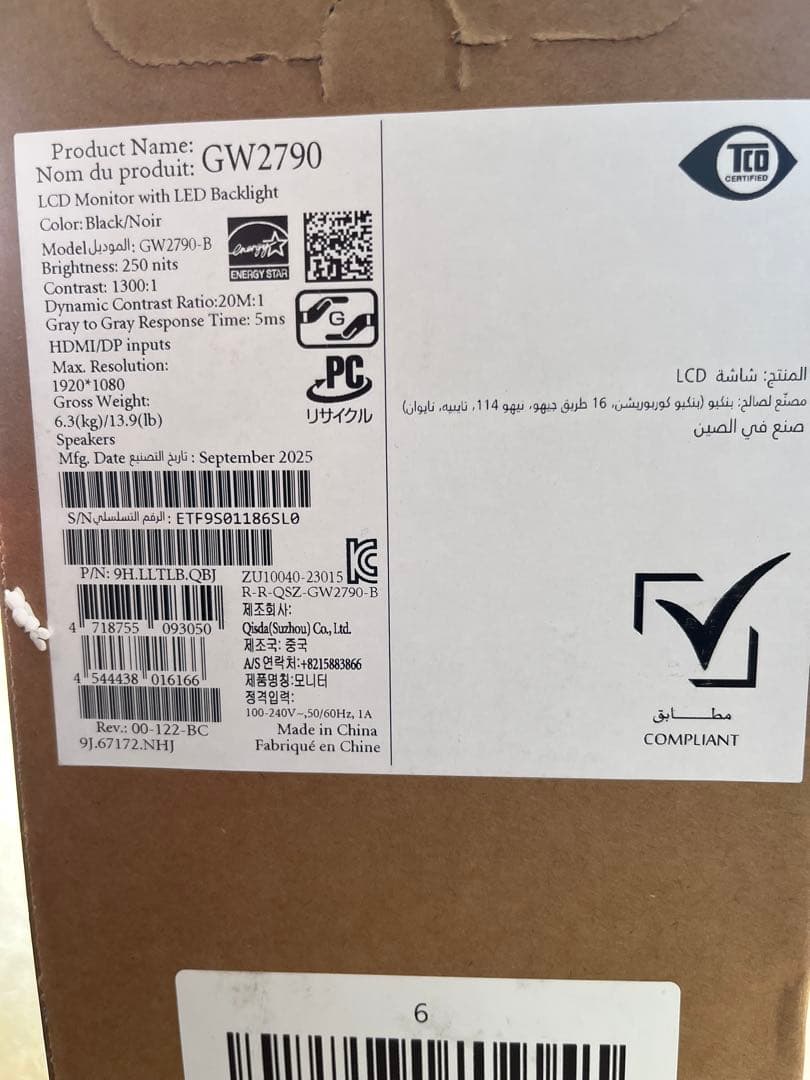 Product Name:
Nom du produit: GW2790
LCD Monitor with LED Backlight
Color: Black/Noir
Model الموديل: GW2790-B
Brightness: 250 nits
Contrast: 1300:1
Dynamic Contrast Ratio:20M:1
Gray to Gray Response Time: 5ms
HDMI/DP inputs
Max. Resolution:
1920*1080
Gross Weight:
6.3(kg)/13.9(lb)
Speakers
Mfg. Date تاريخ التصنيع : September 2025
S/N الرقم التسلسلي: ETF9S01186SL0
P/N: 9H.LLTLB.QBJ
4 718755 093050
4 544438 016166
Rev.: 00-122-BC
9J.67172.NHJ
energy
ENERGY STAR
G
PC
リサイクル
ZU10040-23015
R-R-QSZ-GW2790-B
제조회사:
Qisda(Suzhou) Co., Ltd.
제조국: 중국
A/S 연락처:+8215883866
제품명칭:모니터
정격입력:
100-240V~,50/60Hz, 1A
Made in China
Fabriqué en Chine
TCO
CERTIFIED
المنتج: شاشة LCD
مصنّع لصالح: بنكيو (بنكيو كوربوريشن، 16 طريق جيهو، نيهو 114، تايبيه، تايوان)
صنع في الصين
مطـــابق
COMPLIANT
6